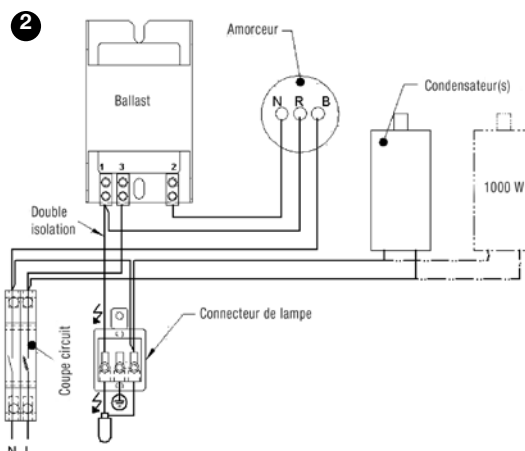 2
Amorceur
Ballast
N R B
Condensateur(s)
1000 W
1 3 2
Double
isolation
Connecteur de lampe
Coupe circuit
N L